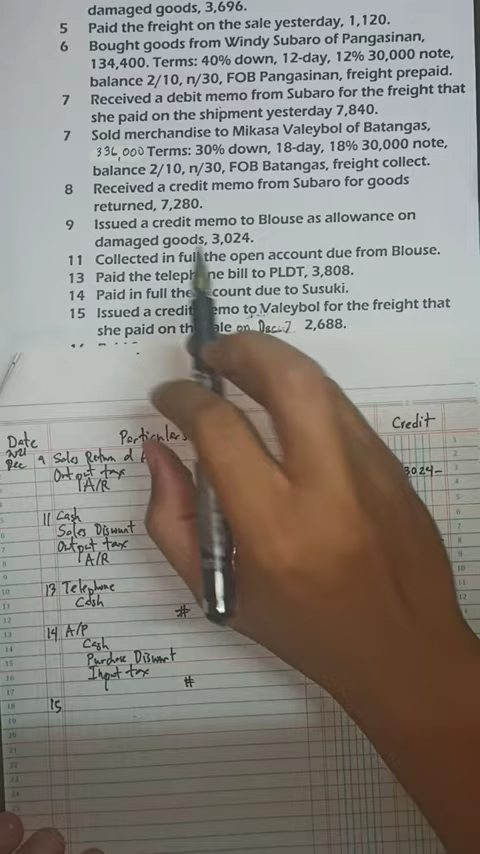 damaged goods, 3,696.
5 Paid the freight on the sale yesterday, 1,120.
6 Bought goods from Windy Subaro of Pangasinan,
134,400. Terms: 40% down, 12-day, 12% 30,000 note,
balance 2/10, n/30, FOB Pangasinan, freight prepaid.
7 Received a debit memo from Subaro for the freight that
she paid on the shipment yesterday 7,840.
7 Sold merchandise to Mikasa Valeybol of Batangas,
336,000 Terms: 30% down, 18-day, 18% 30,000 note,
balance 2/10, n/30, FOB Batangas, freight collect.
8 Received a credit memo from Subaro for goods
returned, 7,280.
9 Issued a credit memo to Blouse as allowance on
damaged goods, 3,024.
11 Collected in full the open account due from Blouse.
13 Paid the telephone bill to PLDT, 3,808.
14 Paid in full the account due to Susuki.
15 Issued a credit memo to Valeybol for the freight that
she paid on the sale on Dec. 7 2,688.
Date Particulars Credit
Dec 9 Sales Return d A
Output tax 3024-
A/R
11 Cash
Sales Discount
Output tax
A/R
13 Telephone
Cash
#
14 A/P
Cash
Purchase Discount
Input tax
#
15